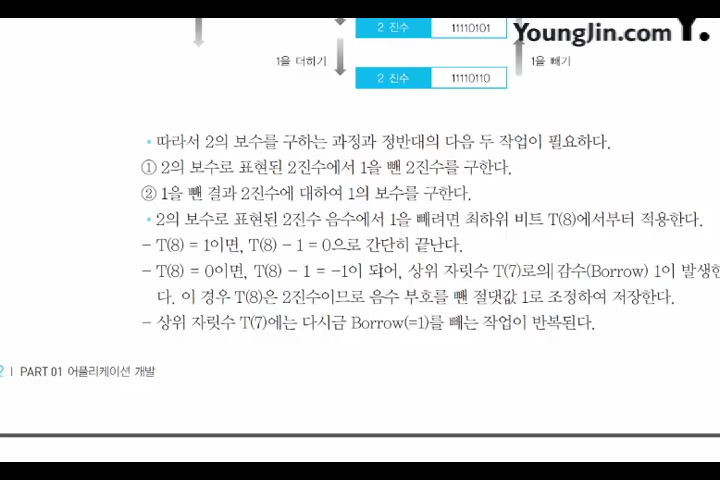 2 진수 11110101
YoungJin.com Y.
1을 더하기
1을 빼기
2 진수 11110110
• 따라서 2의 보수를 구하는 과정과 정반대의 다음 두 작업이 필요하다.
① 2의 보수로 표현된 2진수에서 1을 뺀 2진수를 구한다.
② 1을 뺀 결과 2진수에 대하여 1의 보수를 구한다.
• 2의 보수로 표현된 2진수 음수에서 1을 빼려면 최하위 비트 T(8)에서부터 적용한다.
– T(8) = 1이면, T(8) – 1 = 0으로 간단히 끝난다.
– T(8) = 0이면, T(8) – 1 = –1이 되어, 상위 자릿수 T(7)로의 감수(Borrow) 1이 발생한
다. 이 경우 T(8)은 2진수이므로 음수 부호를 뺀 절댓값 1로 조정하여 저장한다.
– 상위 자릿수 T(7)에는 다시금 Borrow(=1)를 빼는 작업이 반복된다.
2 | PART 01 어플리케이션 개발